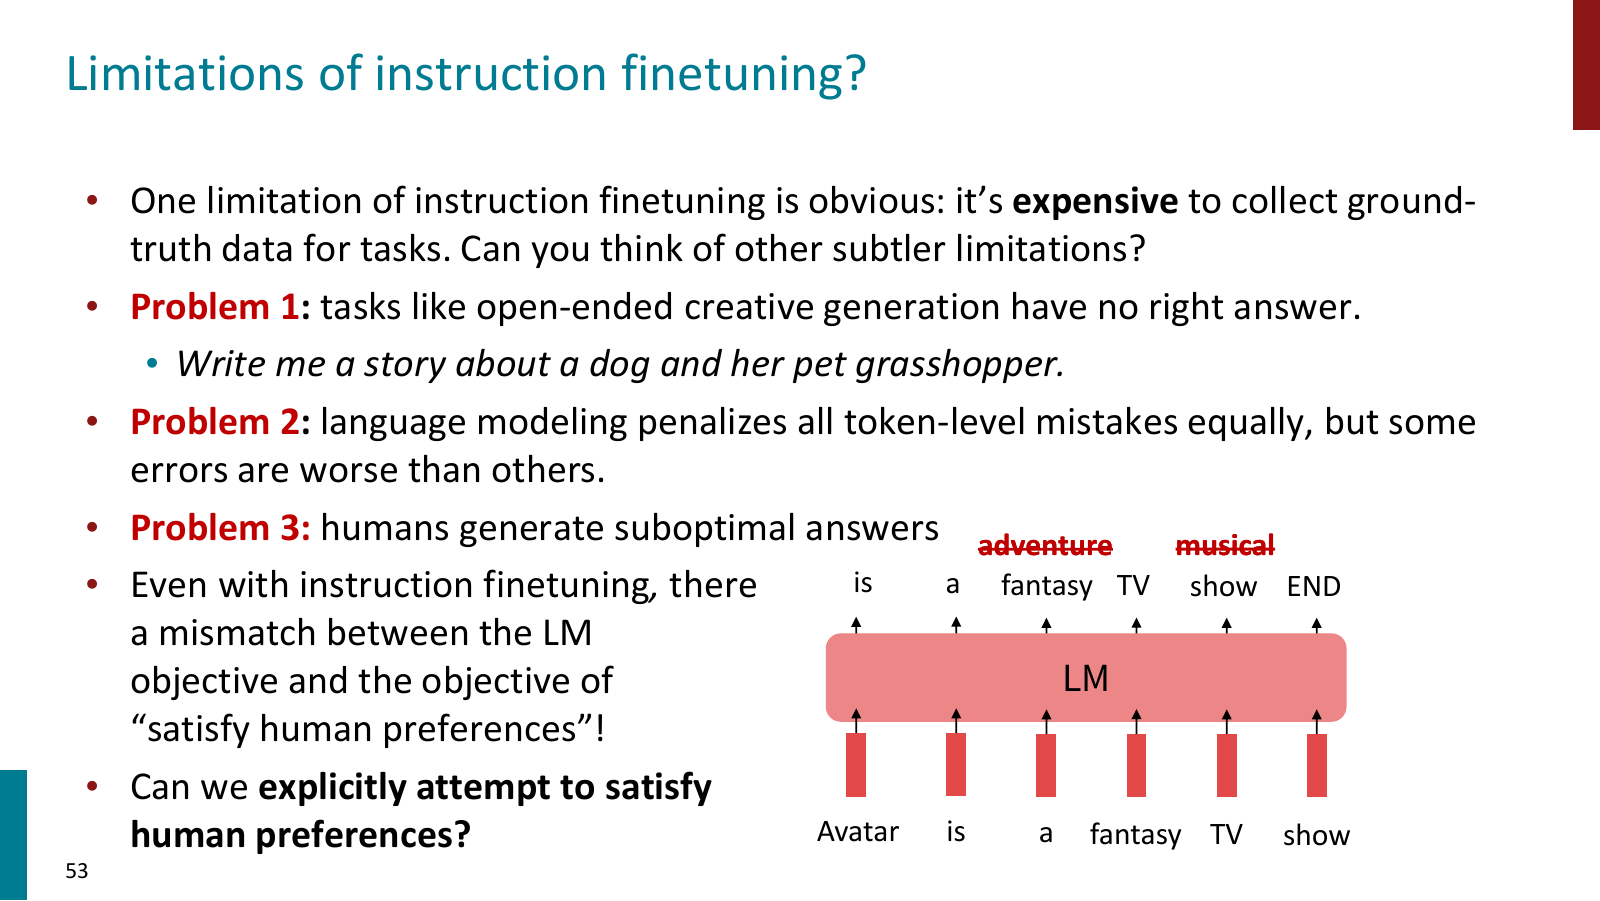 Limitations of instruction finetuning?
• One limitation of instruction finetuning is obvious: it’s expensive to collect ground-
truth data for tasks. Can you think of other subtler limitations?
• Problem 1: tasks like open-ended creative generation have no right answer.
• Write me a story about a dog and her pet grasshopper.
• Problem 2: language modeling penalizes all token-level mistakes equally, but some
errors are worse than others.
• Problem 3: humans generate suboptimal answers
• Even with instruction finetuning, there
a mismatch between the LM
objective and the objective of
“satisfy human preferences”!
• Can we explicitly attempt to satisfy
human preferences?
adventure musical
is a fantasy TV show END
LM
Avatar is a fantasy TV show
53